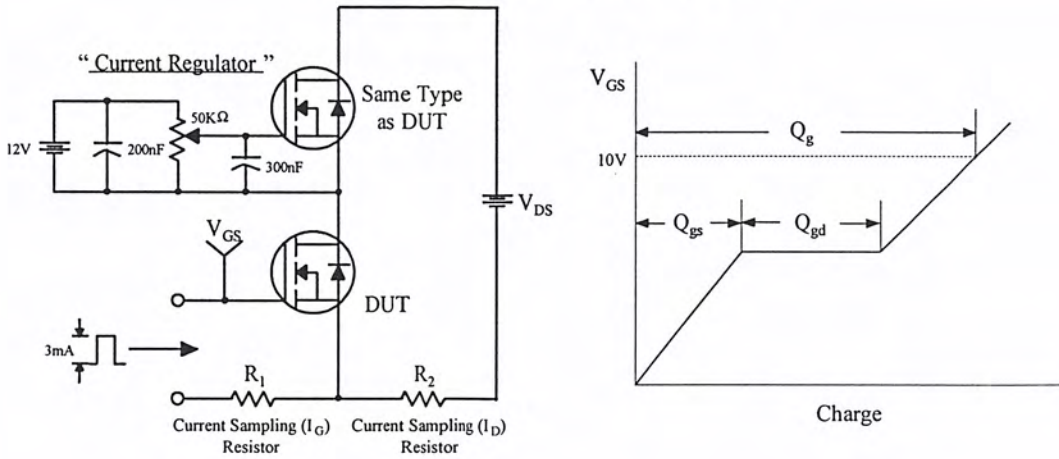 “ Current Regulator ”
Same Type
as DUT
50KΩ
12V
200nF
300nF
V_GS
V_DS
DUT
3mA
R_1
R_2
Current Sampling (I_G)
Resistor
Current Sampling (I_D)
Resistor
V_GS
Q_g
10V
Q_gs
Q_gd
Charge